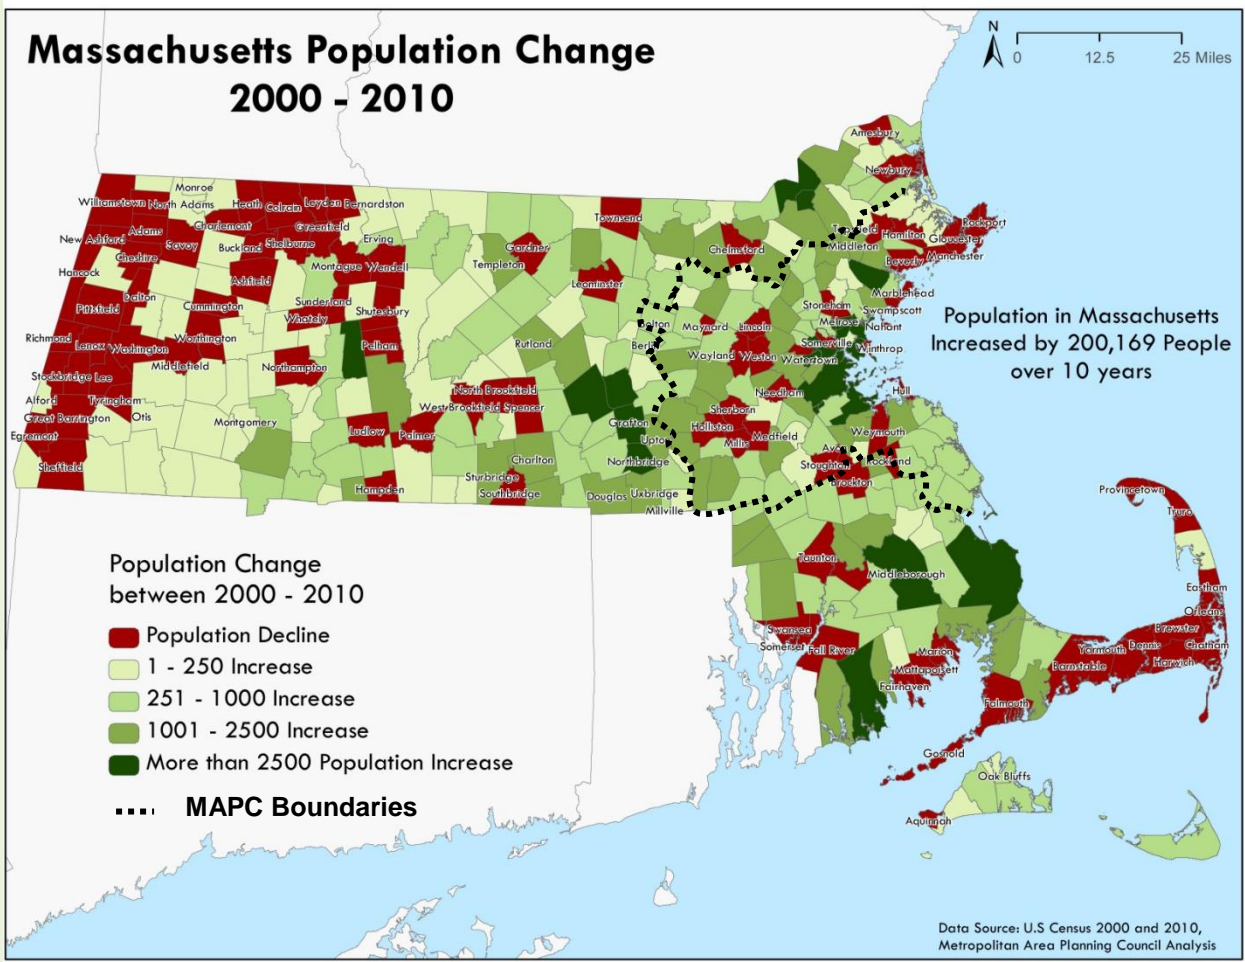 Massachusetts Population Change
2000 - 2010
N
0 12.5 25 Miles
Population in Massachusetts
Increased by 200,169 People
over 10 years
Amesbury
Newbury
Monroe
Williamstown
North Adams
Heath
Colrain
Leyden
Bernardston
Townsend
Rockport
Adams
Charlemont
Greenfield
Hamilton
Gloucester
New Ashford
Savoy
Buckland
Shelburne
Erving
Gardner
Chelmsford
Middleton
Manchester
Cheshire
Templeton
Beverly
Hancock
Ashfield
Montague
Wendell
Leominster
Marblehead
Dalton
Cummington
Sunderland
Shutesbury
Stoneham
Swampscott
Pittsfield
Whately
Bolton
Maynard
Lincoln
Melrose
Nahant
Richmond
Lenox
Washington
Worthington
Pelham
Rutland
Berlin
Wayland
Weston
Watertown
Somerville
Winthrop
Middlefield
Northampton
Stockbridge
Lee
North Brookfield
Needham
Hull
Alford
Tyringham
West Brookfield
Spencer
Sherborn
Great Barrington
Otis
Montgomery
Grafton
Holliston
Weymouth
Egremont
Ludlow
Palmer
Upton
Millis
Medfield
Avon
Sheffield
Charlton
Northbridge
Stoughton
Rockland
Hampden
Sturbridge
Southbridge
Douglas
Uxbridge
Brockton
Millville
Provincetown
Truro
Taunton
Middleborough
Eastham
Orleans
Swansea
Brewster
Somerset
Fall River
Marion
Yarmouth
Dennis
Chatham
Mattapoisett
Barnstable
Harwich
Fairhaven
Falmouth
Gosnold
Oak Bluffs
Aquinnah
Population Change
between 2000 - 2010
Population Decline
1 - 250 Increase
251 - 1000 Increase
1001 - 2500 Increase
More than 2500 Population Increase
MAPC Boundaries
Data Source: U.S Census 2000 and 2010,
Metropolitan Area Planning Council Analysis